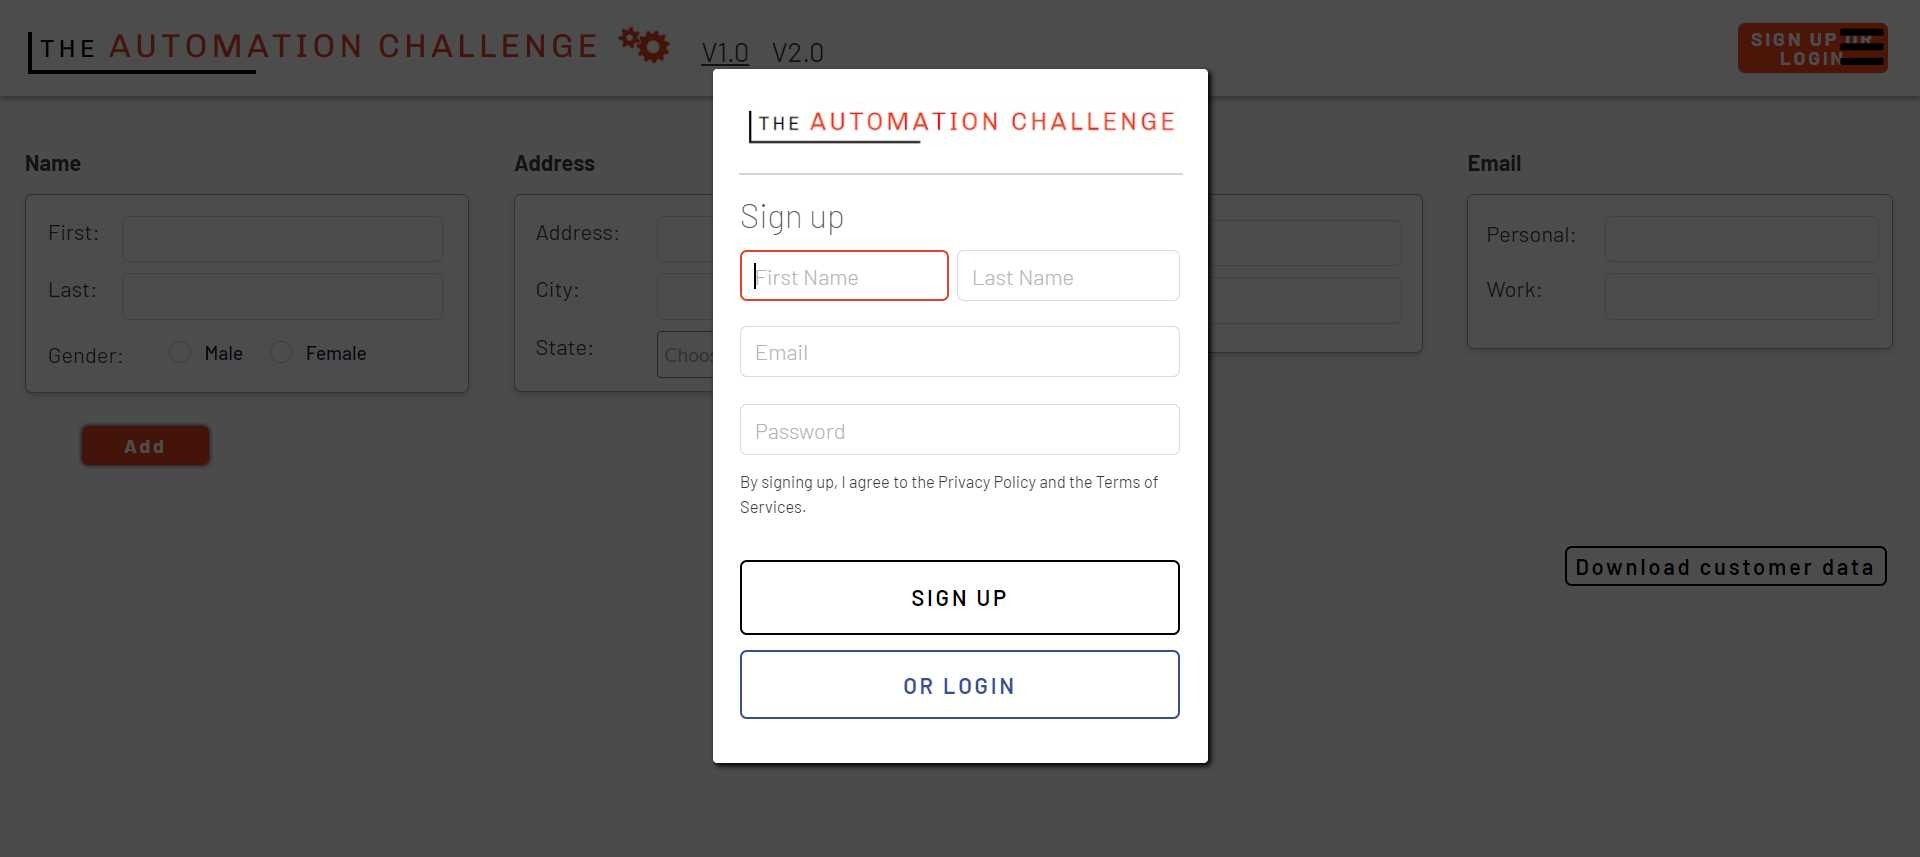 THE AUTOMATION CHALLENGE
V1.0 V2.0
SIGN UP OR
LOGIN
Name
First:
Last:
Gender: Male Female
Add
Address
Address:
City:
State: Choos
Email
Personal:
Work:
Download customer data
THE AUTOMATION CHALLENGE
Sign up
First Name Last Name
Email
Password
By signing up, I agree to the Privacy Policy and the Terms of
Services.
SIGN UP
OR LOGIN